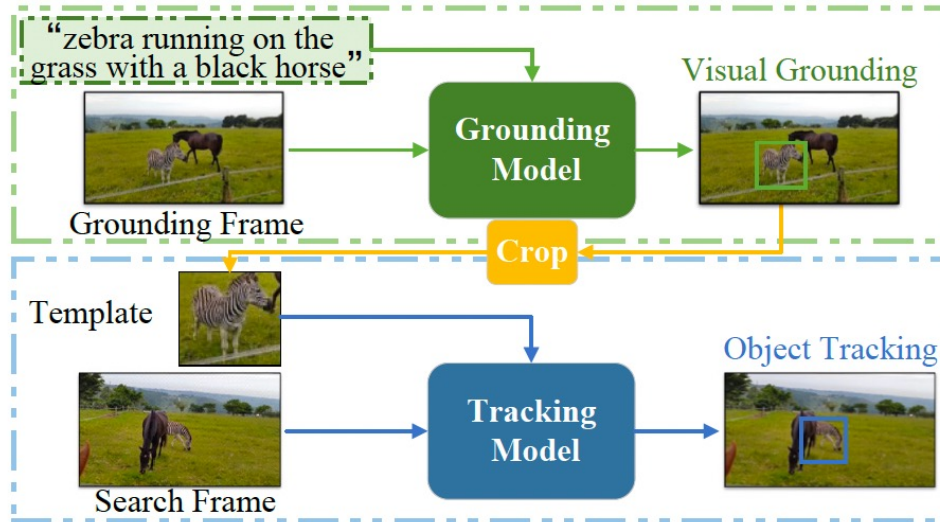 “zebra running on the
grass with a black horse”
Visual Grounding
Grounding
Model
Grounding Frame
Crop
Template
Object Tracking
Tracking
Model
Search Frame